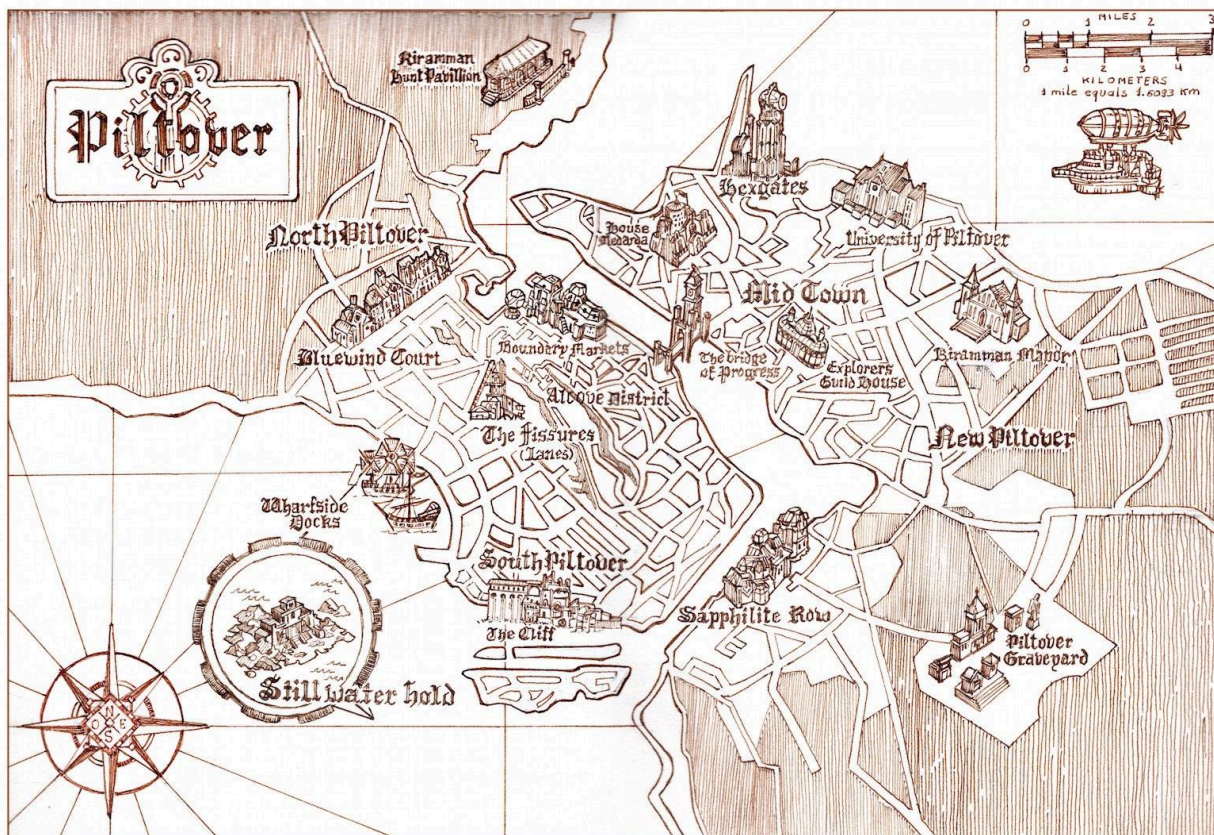 Piltover
Kiramman
Hunt Pavillion
0 MILES 1 2 3
0 1 2 3 4
KILOMETERS
1 mile equals 1.6093 Km
Hexgates
House
Medarda
University of Piltover
North Piltover
Mid Town
Bluewind Court
Boundary Markets
The Bridge
of Progress
Explorers
Guild House
Kiramman Manor
Alcove District
The Fissures
(Lanes)
New Piltover
Wharfside
Docks
South Piltover
The Cliff
Sapphilite Row
Piltover
Graveyard
Stillwater hold
N
O E
S